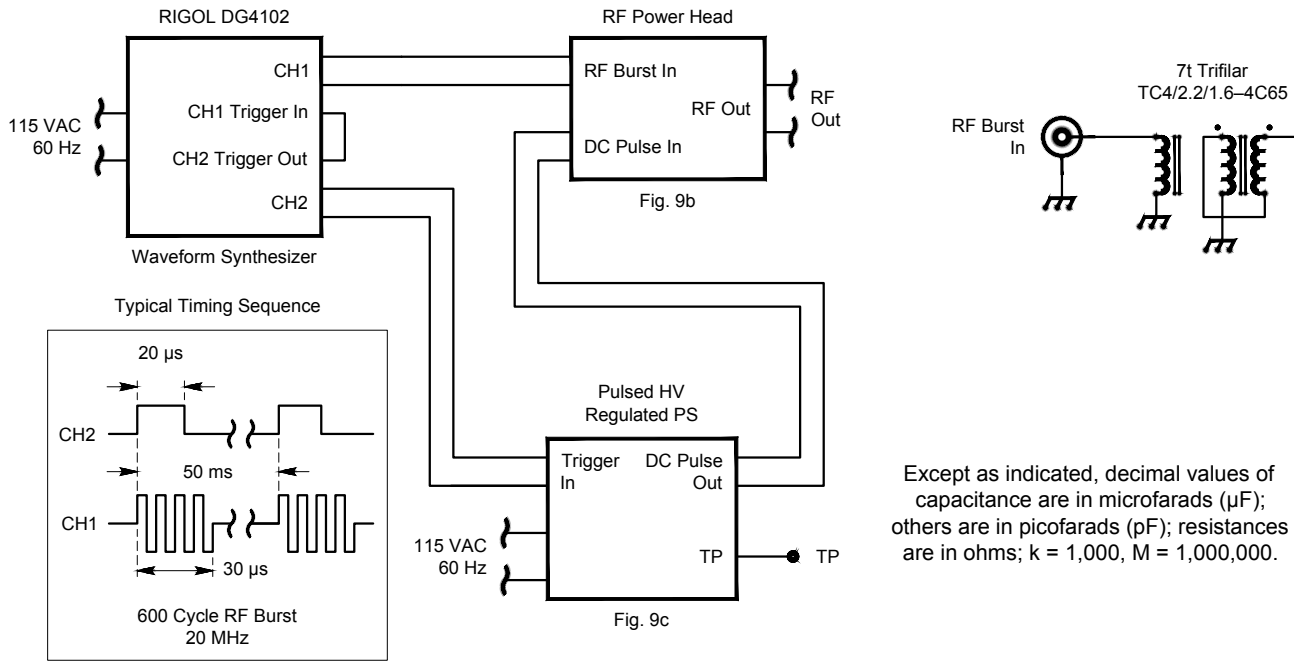 RIGOL DG4102
CH1
CH1 Trigger In
CH2 Trigger Out
CH2
115 VAC
60 Hz
Waveform Synthesizer
RF Power Head
RF Burst In
RF Out
DC Pulse In
RF
Out
Fig. 9b
7t Trifilar
TC4/2.2/1.6–4C65
RF Burst
In
Typical Timing Sequence
20 µs
CH2
50 ms
CH1
30 µs
600 Cycle RF Burst
20 MHz
Pulsed HV
Regulated PS
Trigger
In
DC Pulse
Out
115 VAC
60 Hz
TP
TP
Fig. 9c
Except as indicated, decimal values of
capacitance are in microfarads (µF);
others are in picofarads (pF); resistances
are in ohms; k = 1,000, M = 1,000,000.